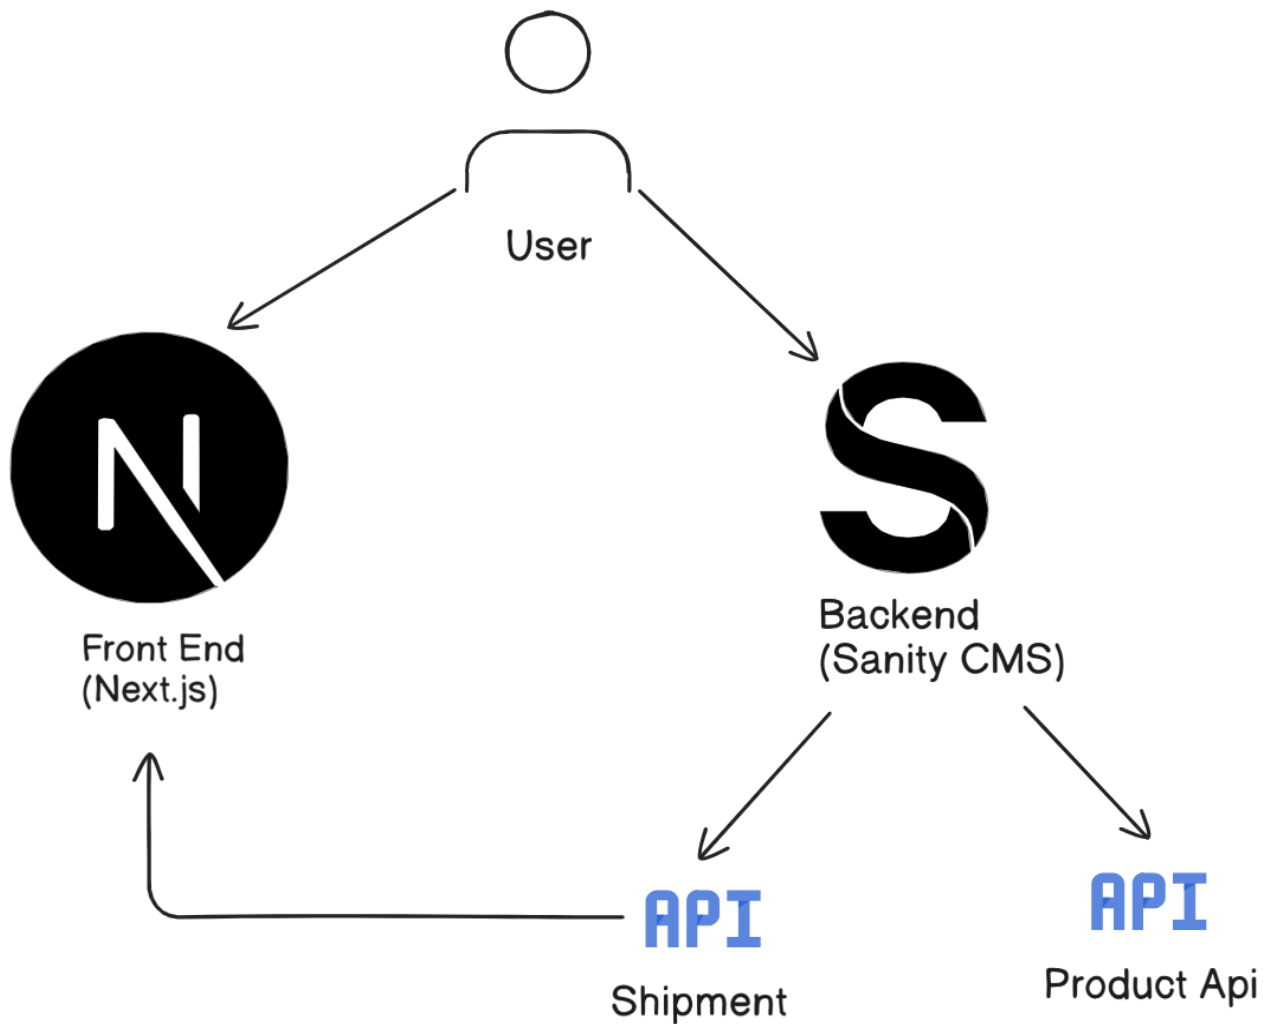 User
N
S
Front End
(Next.js)
Backend
(Sanity CMS)
API
Shipment
API
Product Api